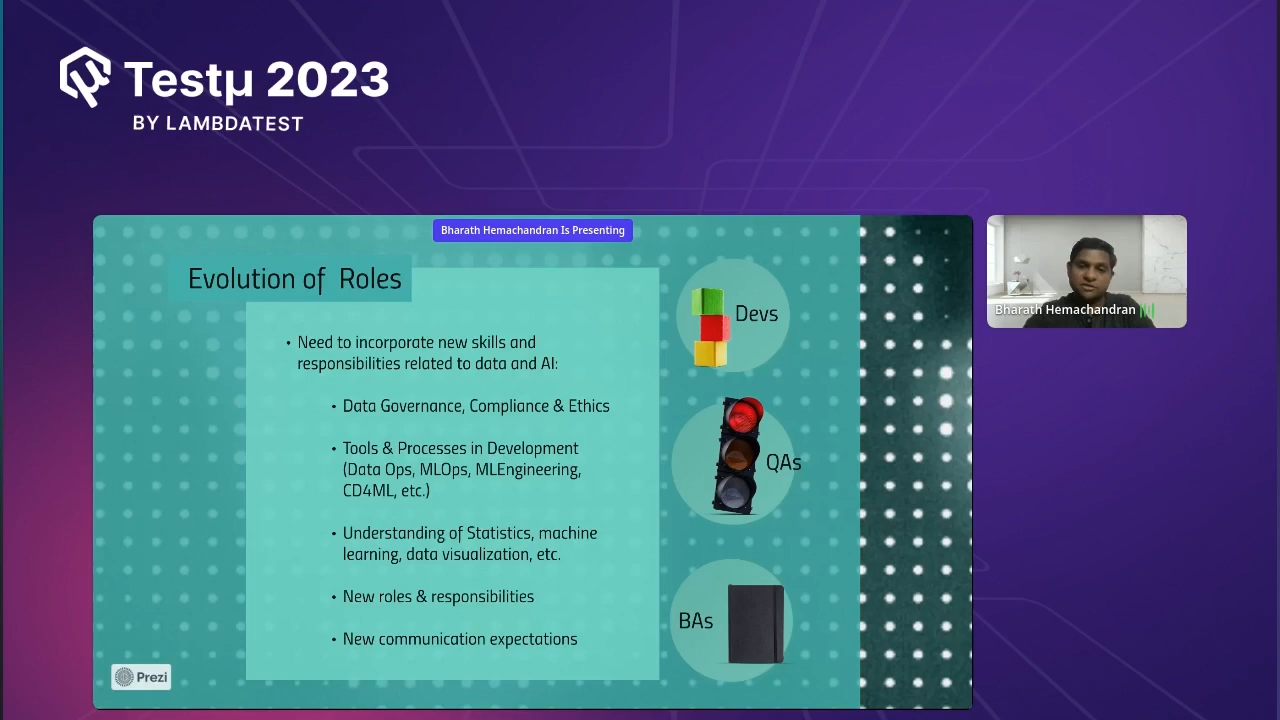 Testμ 2023
BY LAMBDATEST
Bharath Hemachandran Is Presenting
Evolution of Roles
• Need to incorporate new skills and
responsibilities related to data and AI:
• Data Governance, Compliance & Ethics
• Tools & Processes in Development
(Data Ops, MLOps, MLEngineering,
CD4ML, etc.)
• Understanding of Statistics, machine
learning, data visualization, etc.
• New roles & responsibilities
• New communication expectations
Devs
QAs
BAs
Prezi
Bharath Hemachandran